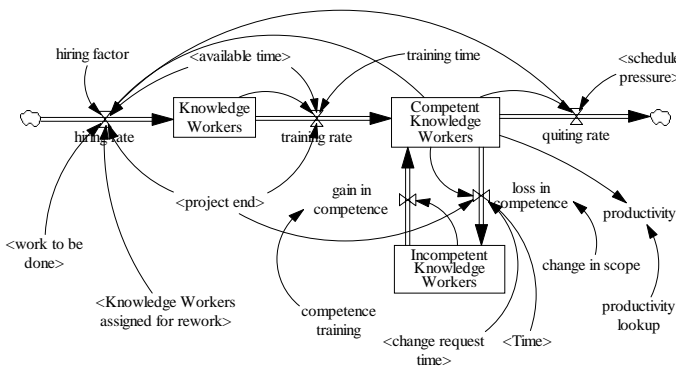 hiring factor
<available time>
training time
<schedule
pressure>
Knowledge
Workers
Competent
Knowledge
Workers
hiring rate
training rate
quiting rate
gain in
competence
loss in
competence
<project end>
productivity
<work to be
done>
Incompetent Knowledge
Workers
change in scope
<Knowledge Workers
assigned for rework>
competence
training
<change request
time>
<Time>
productivity
lookup